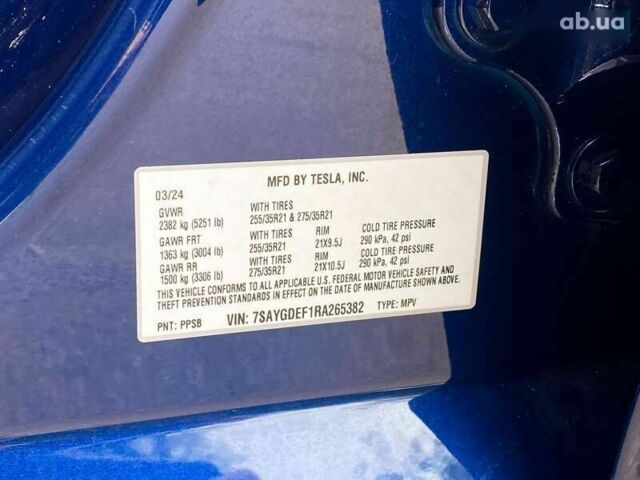 ab.ua
MFD BY TESLA, INC.
03/24
GVWR WITH TIRES
2382 kg (5251 lb) 255/35R21 & 275/35R21
GAWR FRT WITH TIRES RIM COLD TIRE PRESSURE
1363 kg (3004 lb) 255/35R21 21X9.5J 290 kPa, 42 psi
GAWR RR WITH TIRES RIM COLD TIRE PRESSURE
1500 kg (3306 lb) 275/35R21 21X10.5J 290 kPa, 42 psi
THIS VEHICLE CONFORMS TO ALL APPLICABLE U.S. FEDERAL MOTOR VEHICLE SAFETY AND
THEFT PREVENTION STANDARDS IN EFFECT ON THE DATE OF MANUFACTURE SHOWN ABOVE.
PNT: PPSB VIN: 7SAYGDEF1RA265382 TYPE: MPV